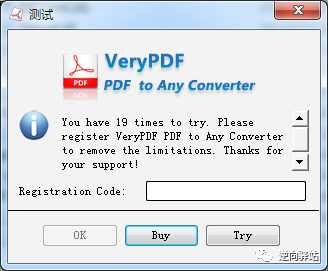 测试
VeryPDF
PDF to Any Converter
PDF
You have 19 times to try. Please
register VeryPDF PDF to Any Converter
to remove the limitations. Thanks for
your support!
Registration Code:
OK
Buy
Try
逆向驿站